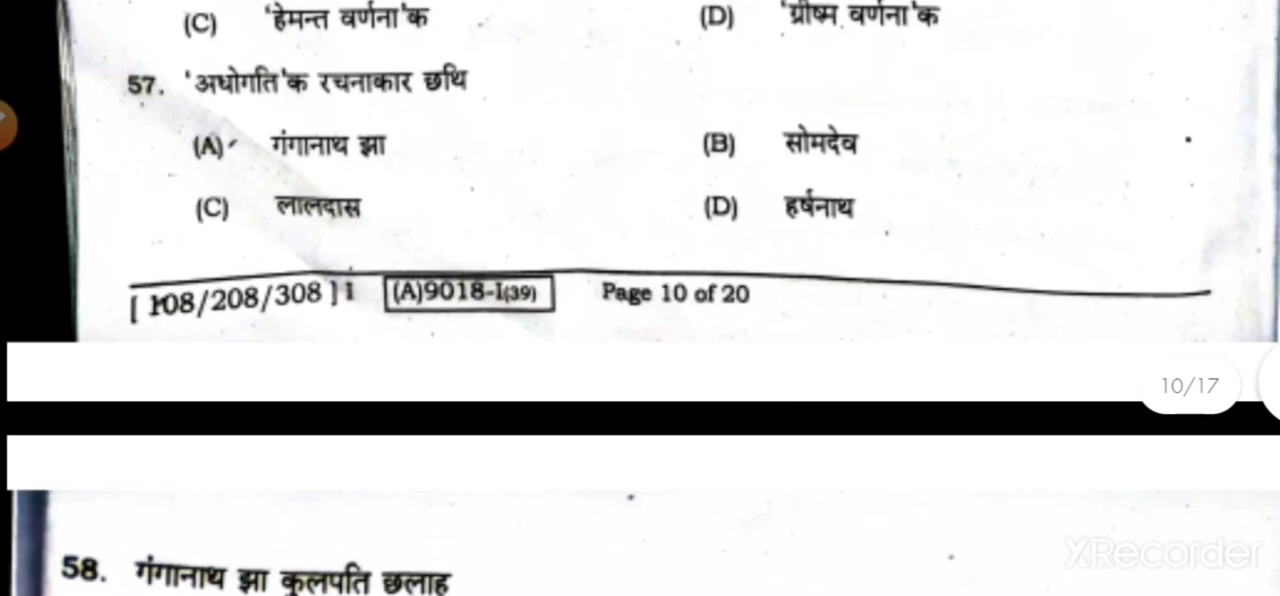 (C) 'हेमन्त वर्णना'क (D) 'ग्रीष्म वर्णना'क
57. 'अधोगति'क रचनाकार छथि
(A) गंगानाथ झा (B) सोमदेव
(C) लालदास (D) हर्षनाथ
[ 108/208/308 ] i (A)9018-I(39) Page 10 of 20
10/17
XRecorder
58. गंगानाथ झा कुलपति छलाह